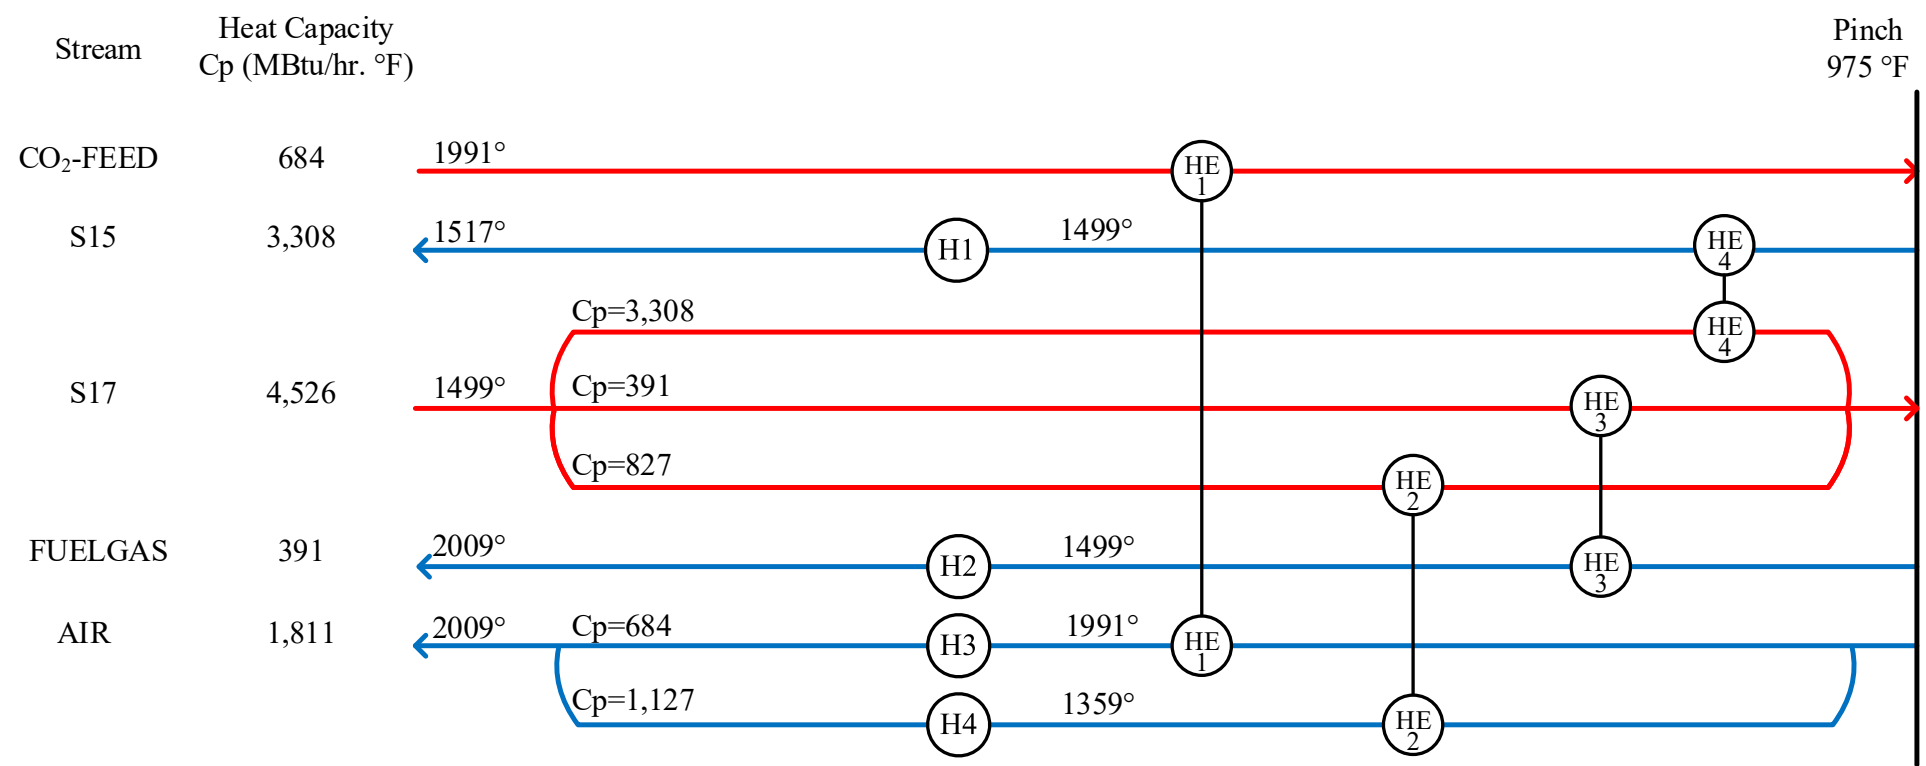 Stream
Heat Capacity
Cp (MBtu/hr. °F)
Pinch
975 °F
CO₂-FEED 684 1991° HE 1
S15 3,308 1517° H1 1499° HE 4
Cp=3,308 HE 4
S17 4,526 1499° Cp=391 HE 3
Cp=827 HE 2
FUELGAS 391 2009° H2 1499° HE 3
AIR 1,811 2009° Cp=684 H3 1991° HE 1
Cp=1,127 H4 1359° HE 2